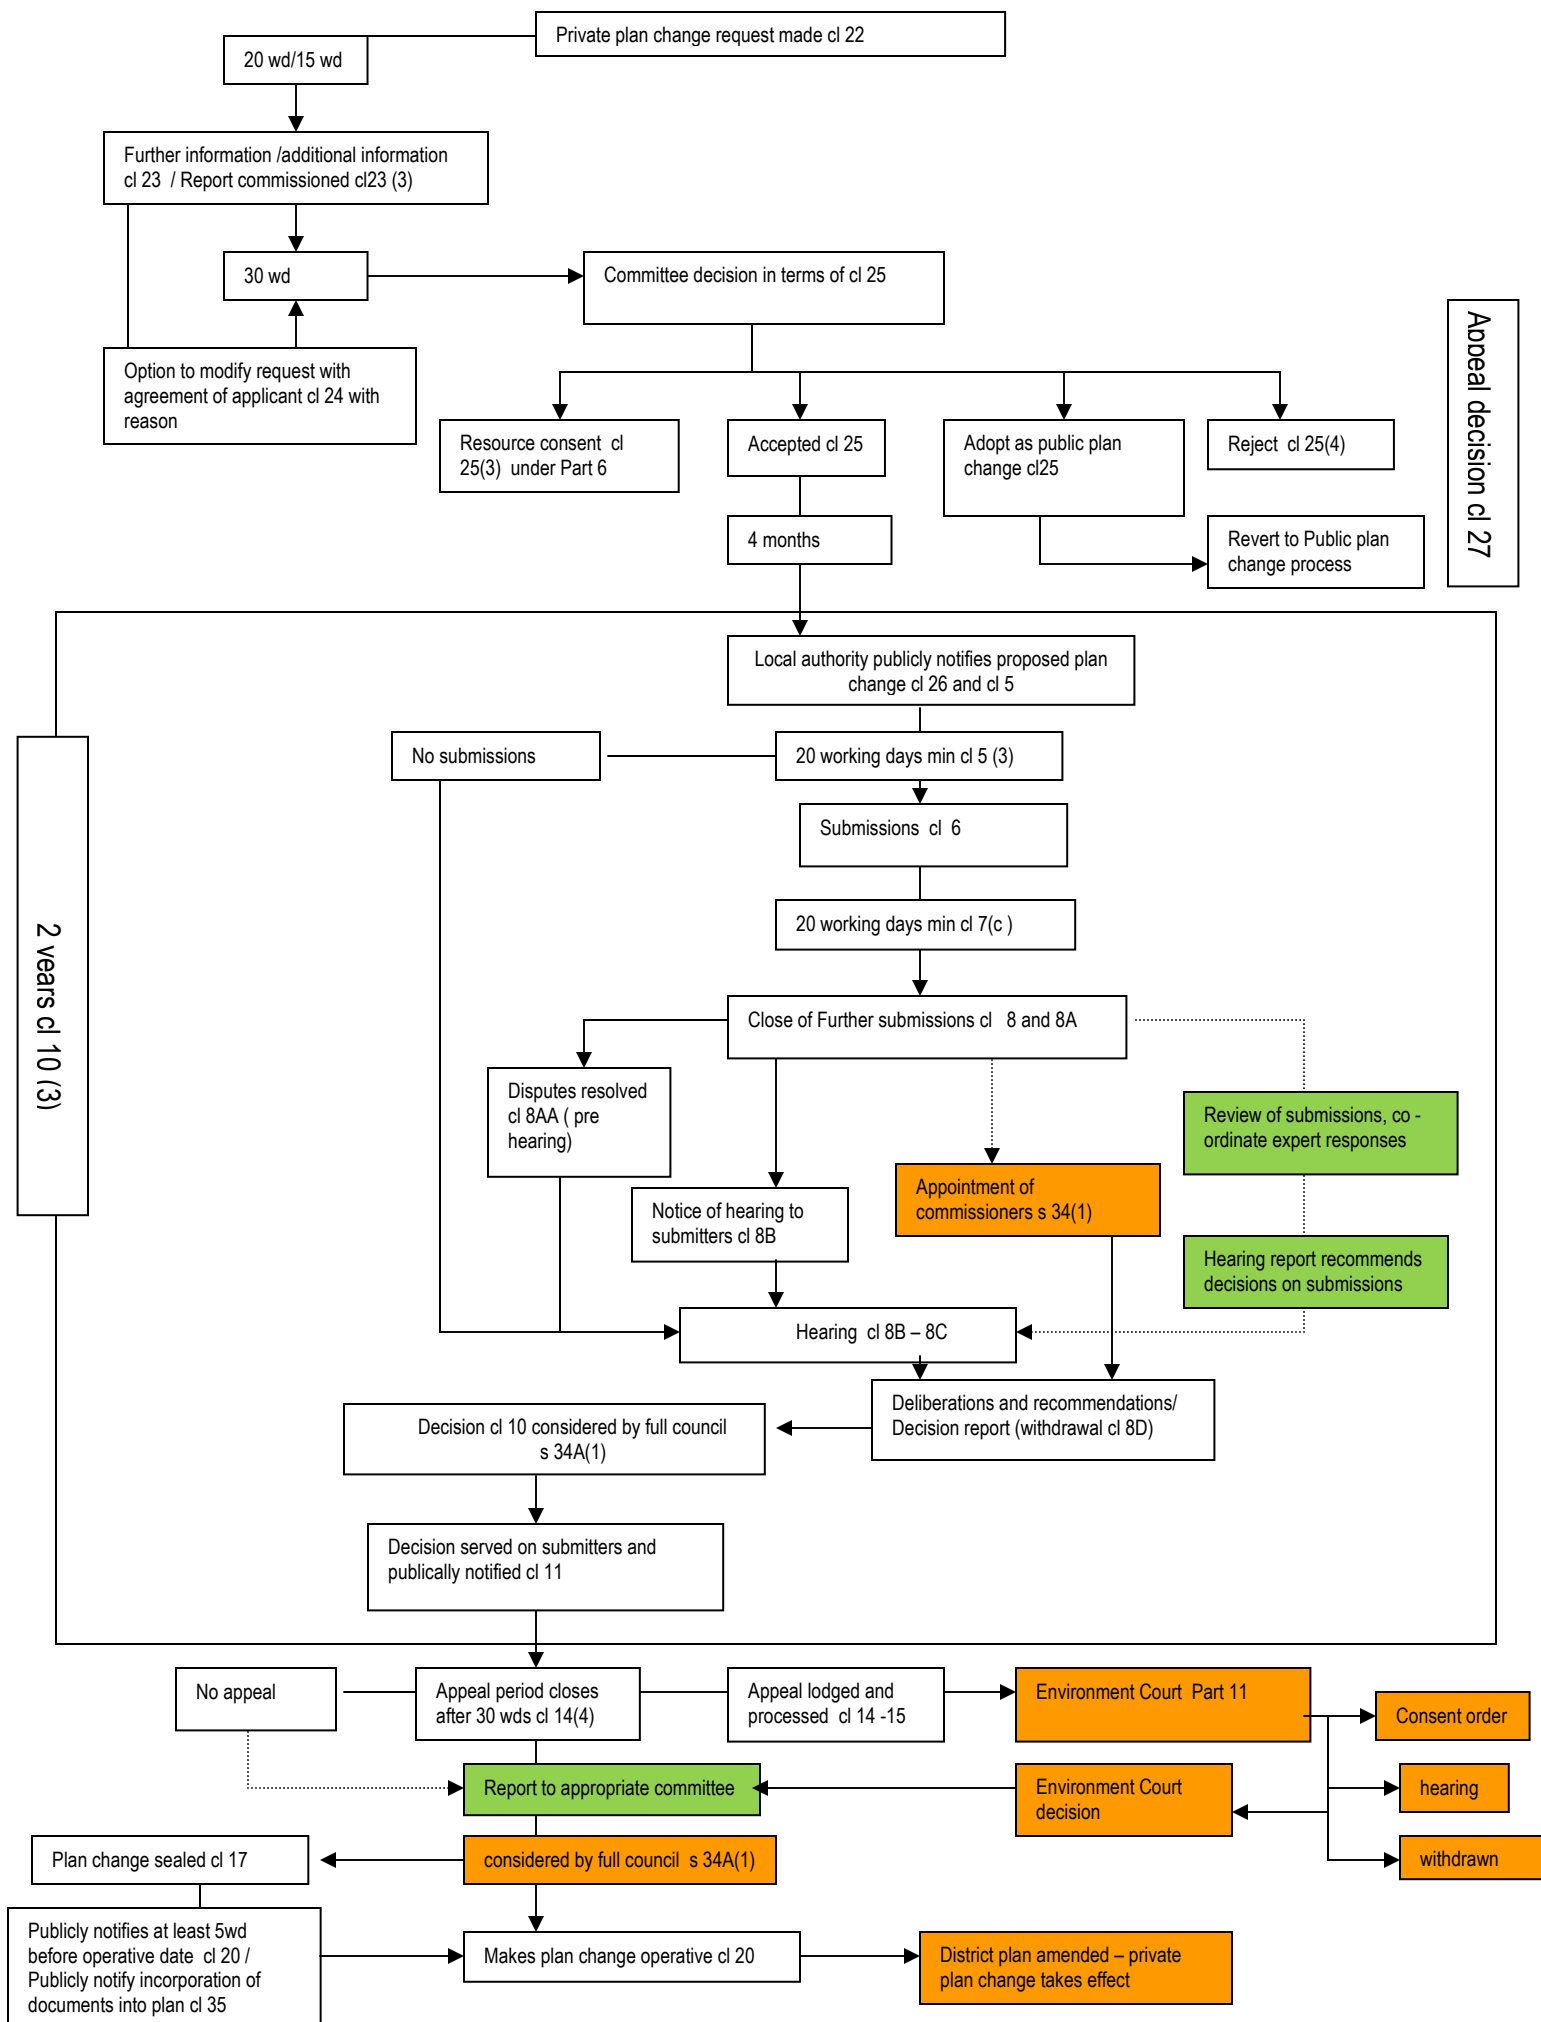 Private plan change request made cl 22
20 wd/15 wd
Further information /additional information
cl 23 / Report commissioned cl23 (3)
30 wd
Committee decision in terms of cl 25
Option to modify request with
agreement of applicant cl 24 with
reason
Resource consent cl
25(3) under Part 6
Accepted cl 25
Adopt as public plan
change cl25
Reject cl 25(4)
Appeal decision cl 27
4 months
Revert to Public plan
change process
Local authority publicly notifies proposed plan
change cl 26 and cl 5
No submissions
20 working days min cl 5 (3)
Submissions cl 6
20 working days min cl 7(c )
2 years cl 10 (3)
Close of Further submissions cl 8 and 8A
Disputes resolved
cl 8AA ( pre
hearing)
Review of submissions, co -
ordinate expert responses
Appointment of
commissioners s 34(1)
Notice of hearing to
submitters cl 8B
Hearing report recommends
decisions on submissions
Hearing cl 8B – 8C
Deliberations and recommendations/
Decision report (withdrawal cl 8D)
Decision cl 10 considered by full council
s 34A(1)
Decision served on submitters and
publically notified cl 11
No appeal
Appeal period closes
after 30 wds cl 14(4)
Appeal lodged and
processed cl 14 -15
Environment Court Part 11
Consent order
Report to appropriate committee
Environment Court
decision
hearing
Plan change sealed cl 17
considered by full council s 34A(1)
withdrawn
Publicly notifies at least 5wd
before operative date cl 20 /
Publicly notify incorporation of
documents into plan cl 35
Makes plan change operative cl 20
District plan amended – private
plan change takes effect